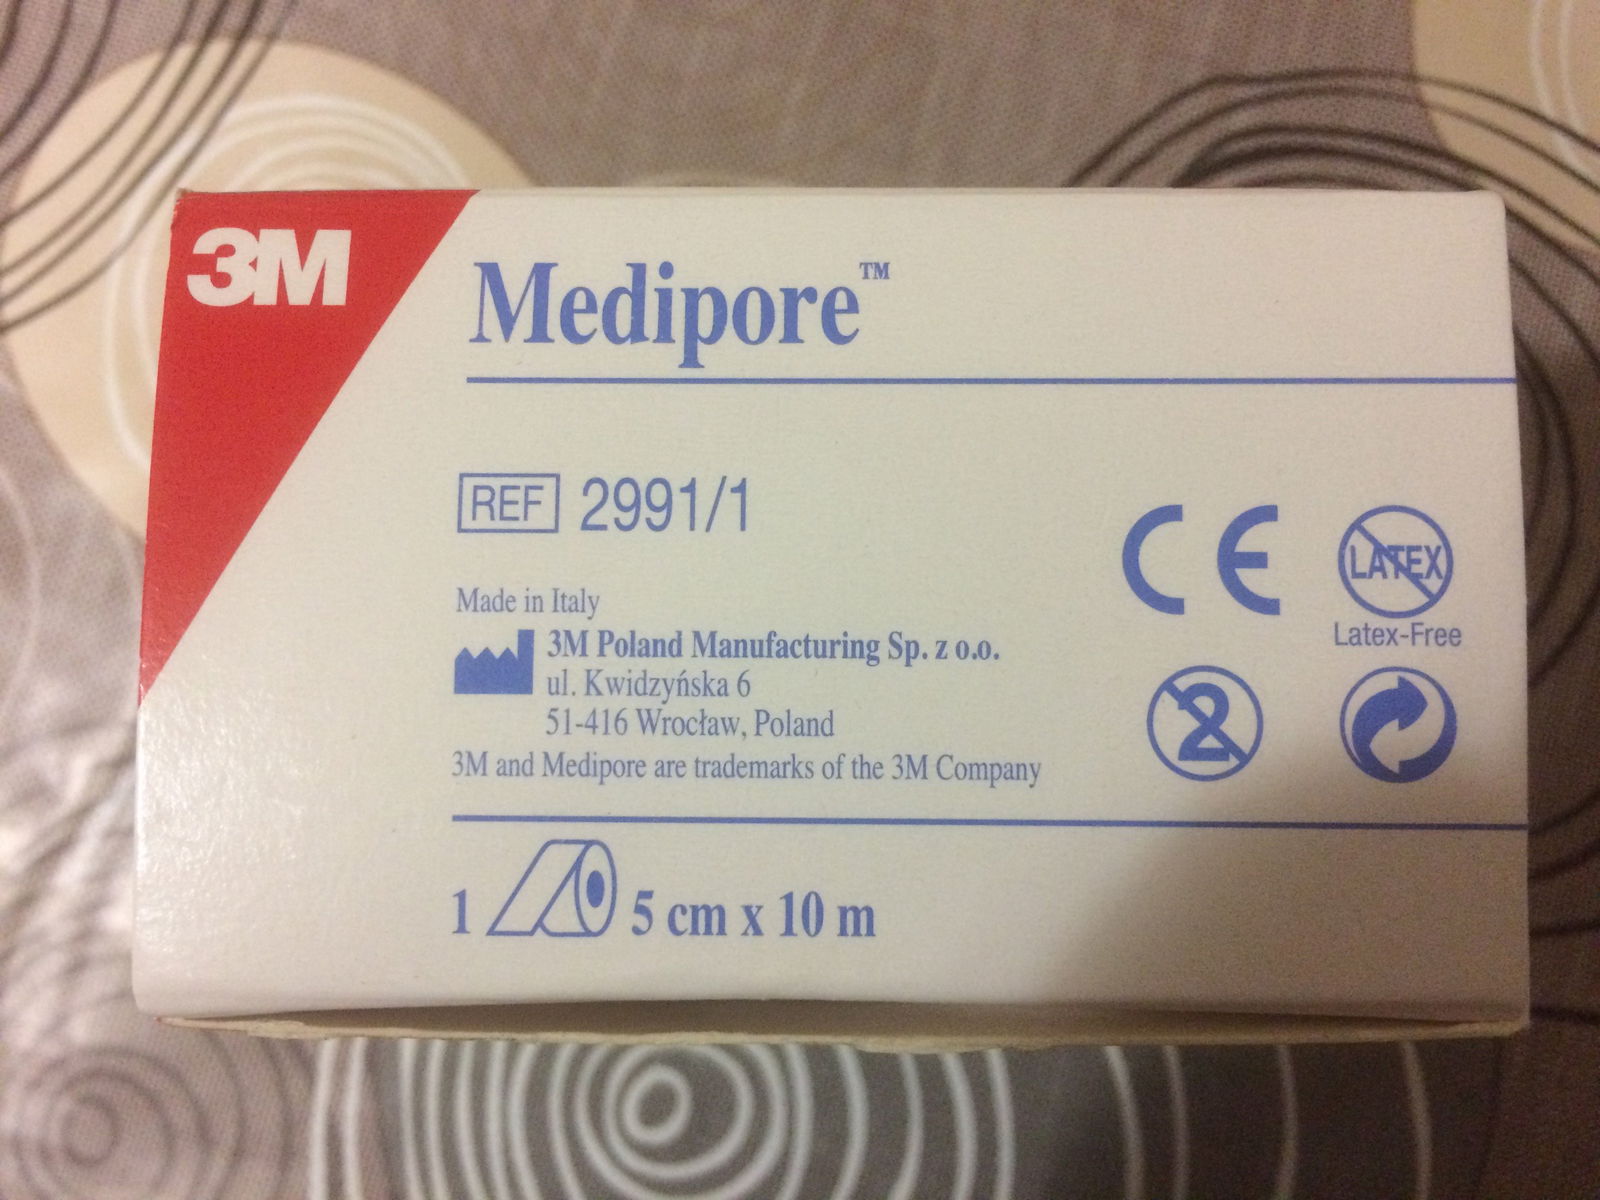 3M
Medipore™
REF 2991/1
CE
LATEX
Latex-Free
Made in Italy
3M Poland Manufacturing Sp. z o.o.
ul. Kwidzyńska 6
51-416 Wrocław, Poland
2
3M and Medipore are trademarks of the 3M Company
1 5 cm x 10 m